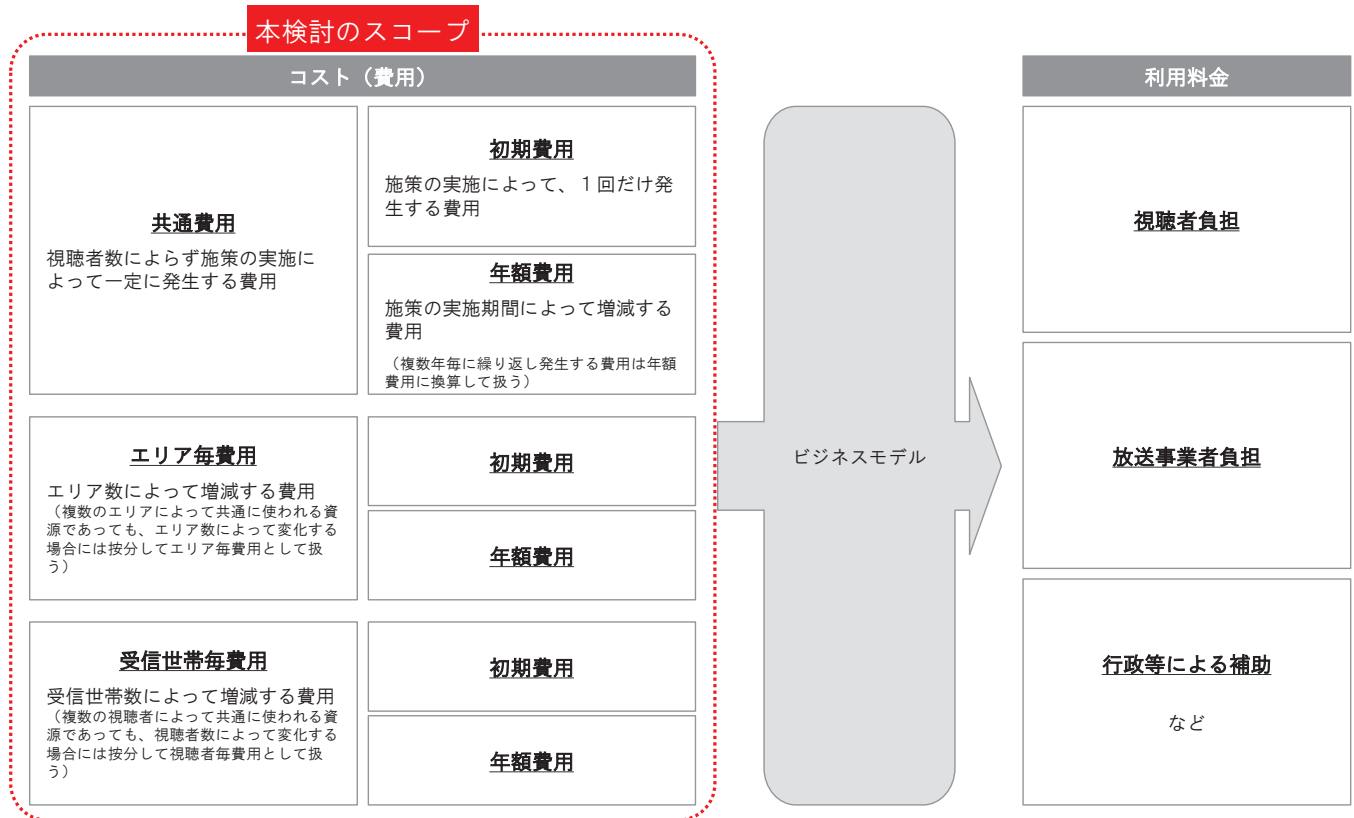 本検討のスコープ
コスト（費用）
共通費用
視聴者数によらず施策の実施に
よって一定に発生する費用
初期費用
施策の実施によって、１回だけ発
生する費用
年額費用
施策の実施期間によって増減する
費用
（複数年毎に繰り返し発生する費用は年額
費用に換算して扱う）
エリア毎費用
エリア数によって増減する費用
（複数のエリアによって共通に使われる資
源であっても、エリア数によって変化する
場合には按分してエリア毎費用として扱
う）
初期費用
年額費用
受信世帯毎費用
受信世帯数によって増減する費用
（複数の視聴者によって共通に使われる資
源であっても、視聴者数によって変化する
場合には按分して視聴者毎費用として扱
う）
初期費用
年額費用
ビジネスモデル
利用料金
視聴者負担
放送事業者負担
行政等による補助
など